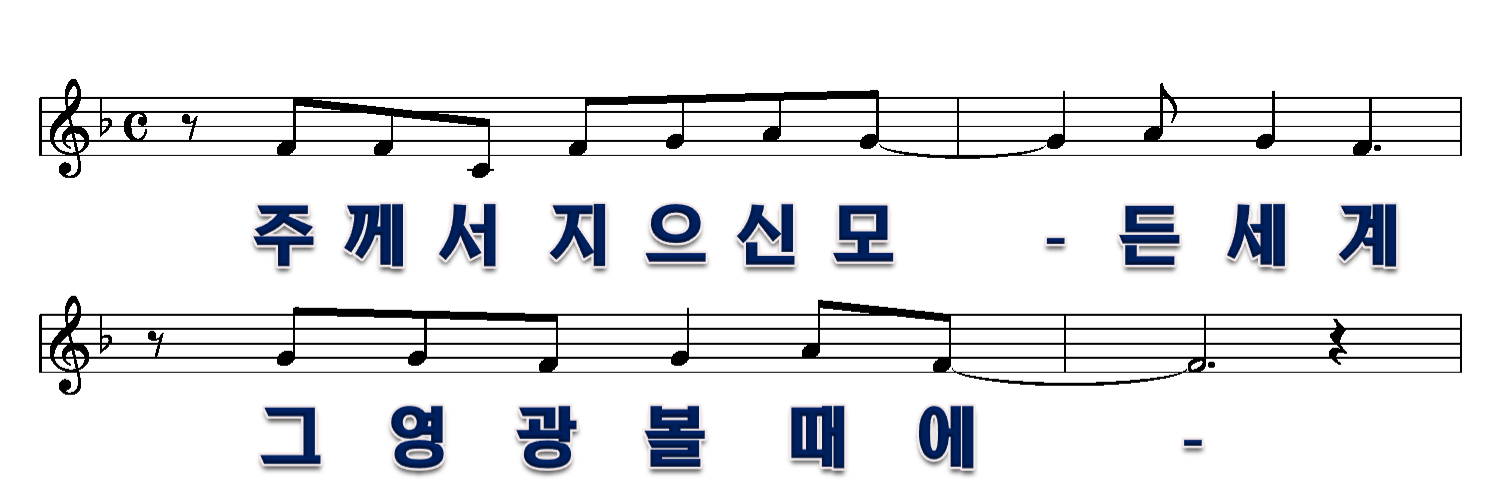 주께서 지으신모 - 든세계
그 영 광 볼 때 에 -